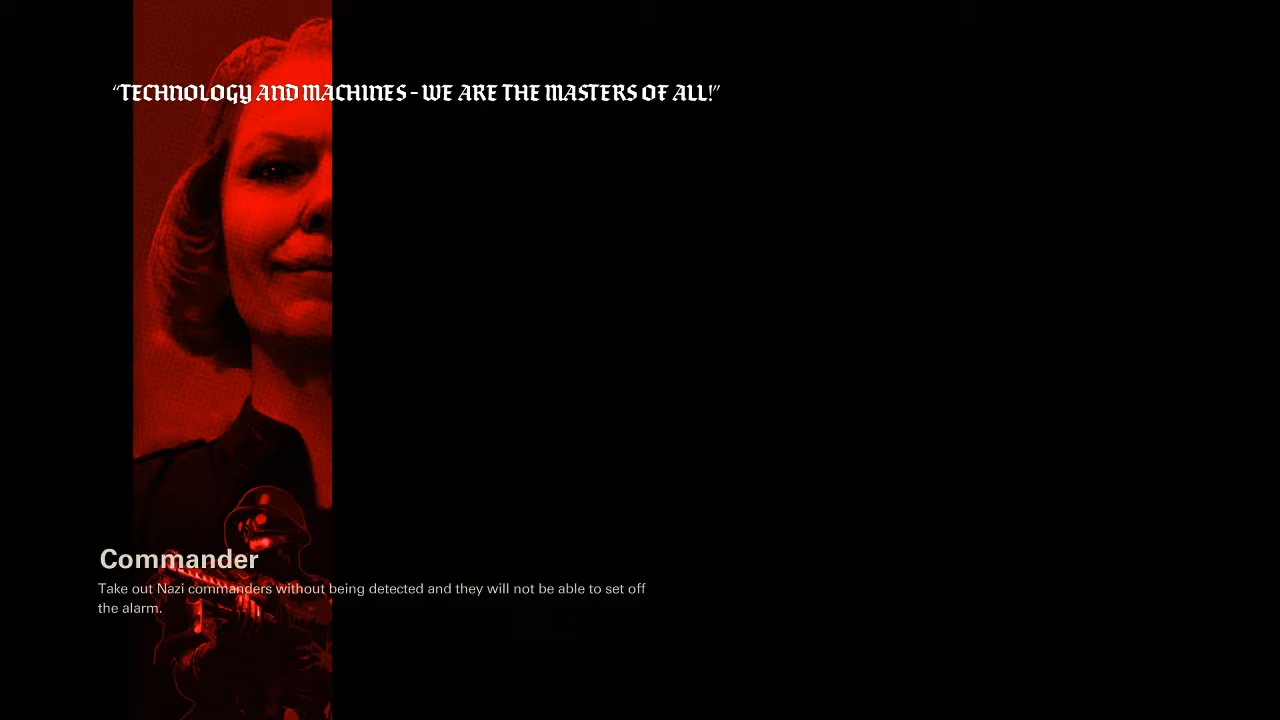 “TECHNOLOGY AND MACHINES - WE ARE THE MASTERS OF ALL!”
Commander
Take out Nazi commanders without being detected and they will not be able to set off
the alarm.